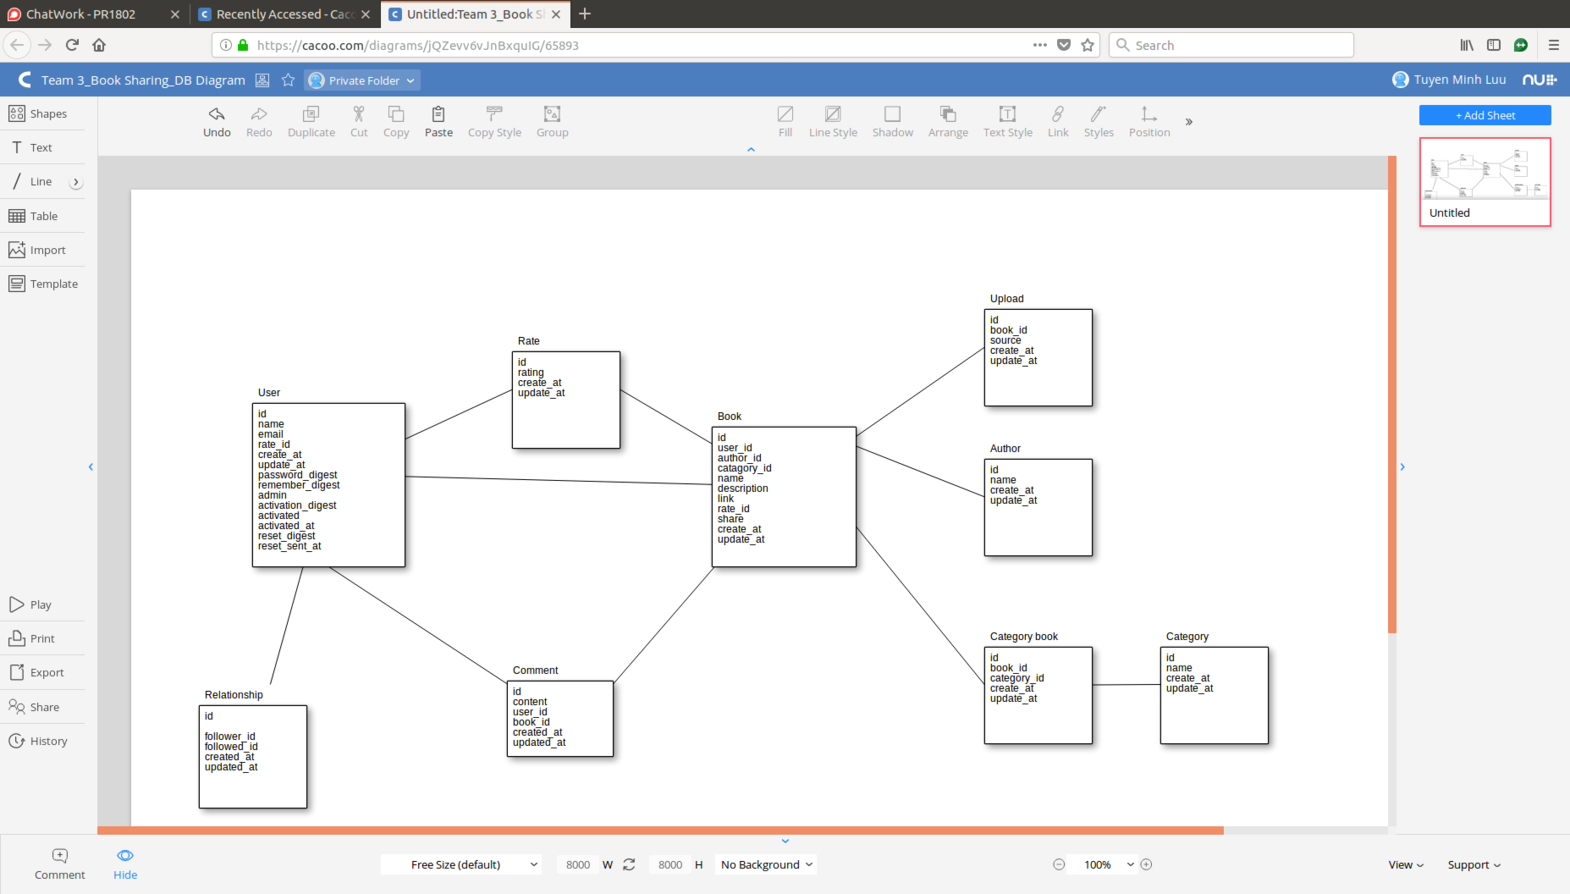 ChatWork - PR1802
Recently Accessed - Cac
Untitled:Team 3_Book S
https://cacoo.com/diagrams/jQZevv6vJnBxquIG/65893
Search
Team 3_Book Sharing_DB Diagram
Private Folder
Tuyen Minh Luu
nu
Shapes
Text
Line
Table
Import
Template
Play
Print
Export
Share
History
Undo
Redo
Duplicate
Cut
Copy
Paste
Copy Style
Group
Fill
Line Style
Shadow
Arrange
Text Style
Link
Styles
Position
+ Add Sheet
Untitled
User
id
name
email
rate_id
create_at
update_at
password_digest
remember_digest
admin
activation_digest
activated
activated_at
reset_digest
reset_sent_at
Rate
id
rating
create_at
update_at
Book
id
user_id
author_id
catagory_id
name
description
link
rate_id
share
create_at
update_at
Upload
id
book_id
source
create_at
update_at
Author
id
name
create_at
update_at
Category book
id
book_id
category_id
create_at
update_at
Category
id
name
create_at
update_at
Comment
id
content
user_id
book_id
created_at
updated_at
Relationship
id
follower_id
followed_id
created_at
updated_at
Comment
Hide
Free Size (default)
8000 W
8000 H
No Background
100%
View
Support